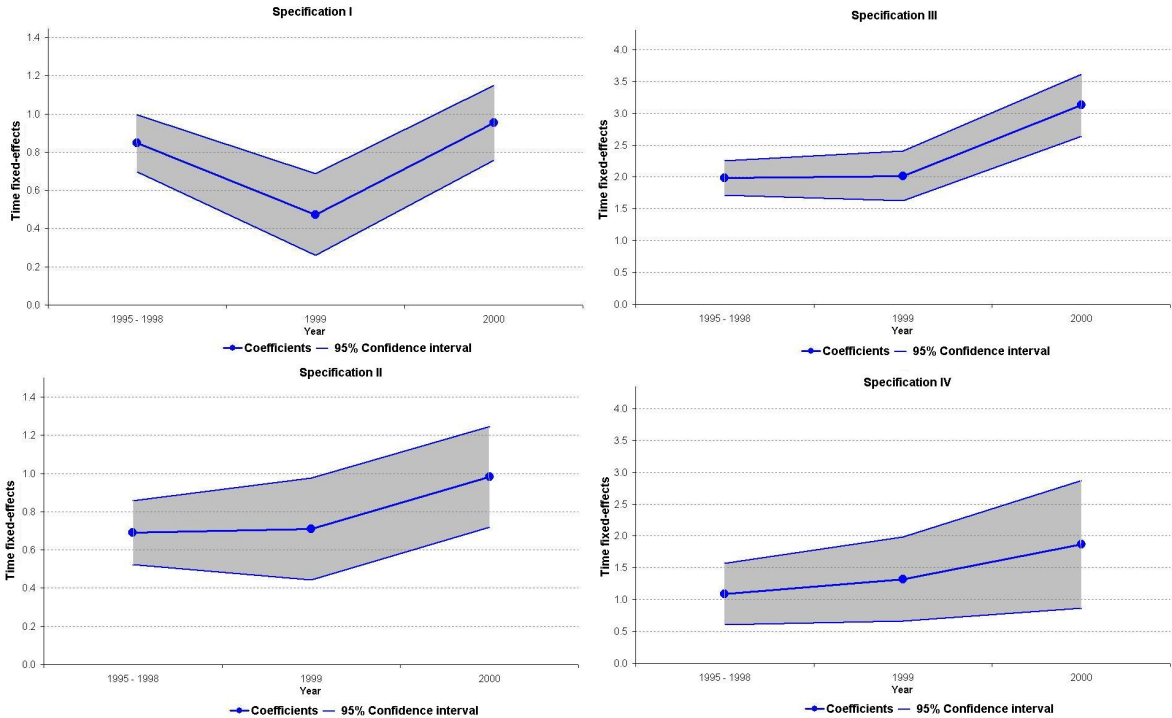 Specification I
Time fixed-effects
1.4
1.2
1.0
0.8
0.6
0.4
0.2
0.0
1995 - 1998
1999
2000
Year
Coefficients — 95% Confidence interval
Specification III
Time fixed-effects
4.0
3.5
3.0
2.5
2.0
1.5
1.0
0.5
0.0
1995 - 1998
1999
2000
Year
Coefficients — 95% Confidence interval
Specification II
Time fixed-effects
1.4
1.2
1.0
0.8
0.6
0.4
0.2
0.0
1995 - 1998
1999
2000
Year
Coefficients — 95% Confidence interval
Specification IV
Time fixed-effects
4.0
3.5
3.0
2.5
2.0
1.5
1.0
0.5
0.0
1995 - 1998
1999
2000
Year
Coefficients — 95% Confidence interval